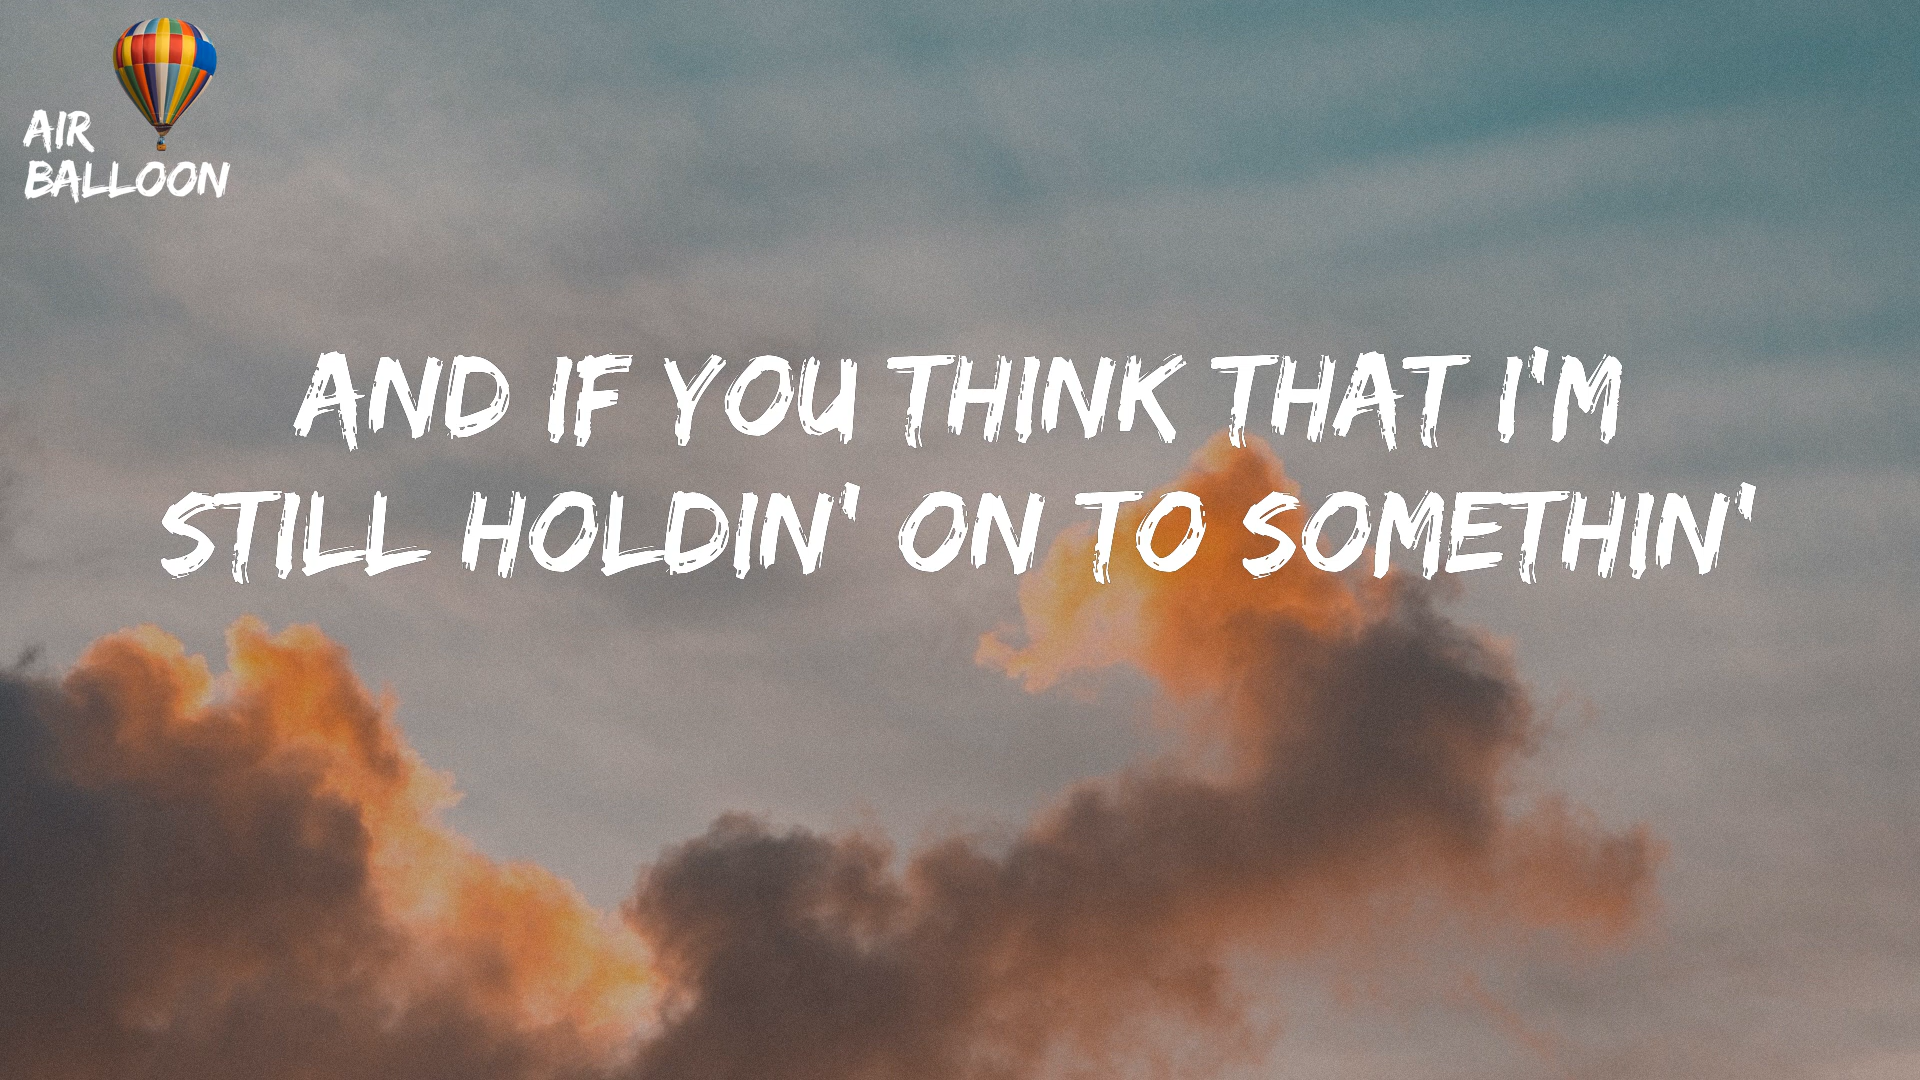 AIR
BALLOON
AND IF YOU THINK THAT I'M
STILL HOLDIN' ON TO SOMETHIN'